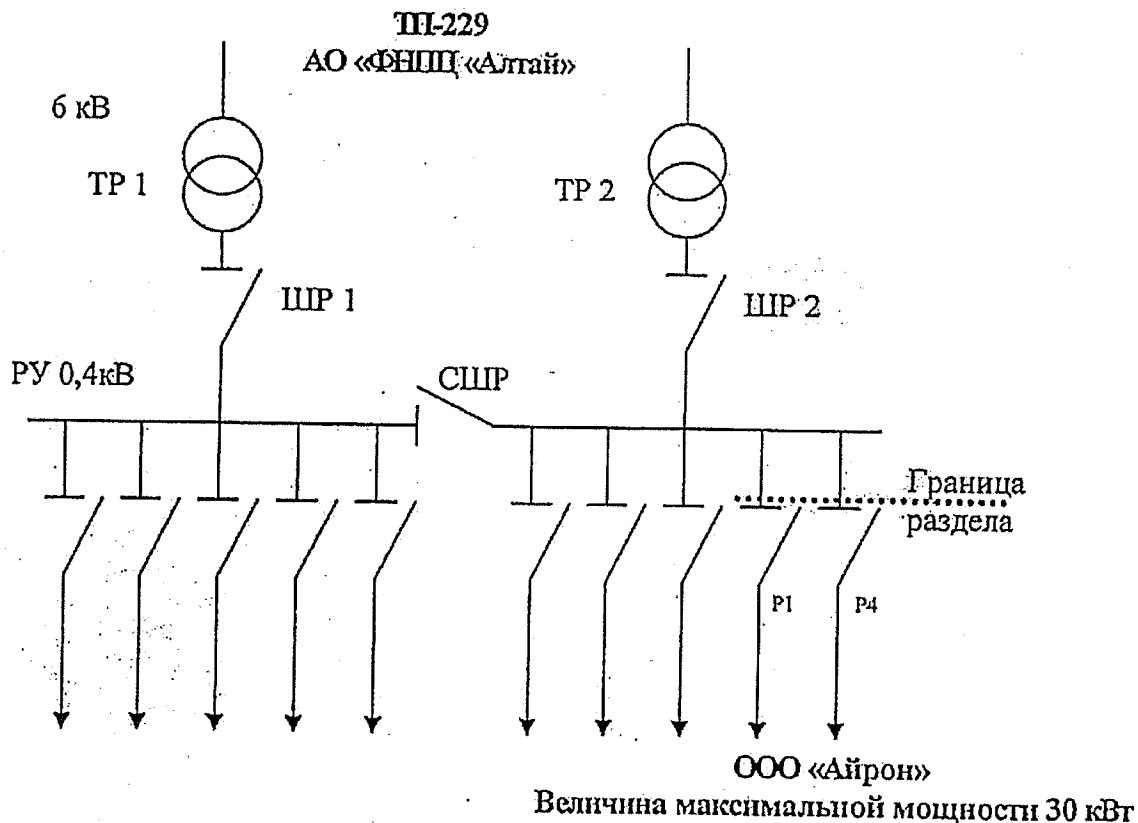 ТП-229
АО «ФНПЦ «Алтай»
6 кВ
ТР 1
ТР 2
ШР 1
ШР 2
РУ 0,4кВ
СШР
Граница
раздела
Р1
Р4
ООО «Айрон»
Величина максимальной мощности 30 кВт